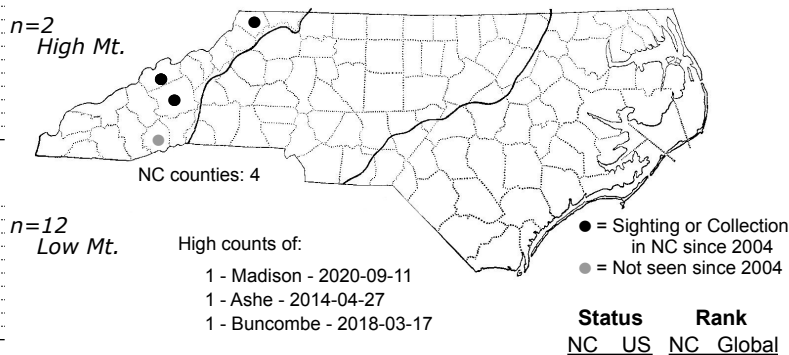 n=2
High Mt.
NC counties: 4
n=12
Low Mt.
High counts of:
1 - Madison - 2020-09-11
1 - Ashe - 2014-04-27
1 - Buncombe - 2018-03-17
● = Sighting or Collection
in NC since 2004
● = Not seen since 2004
Status Rank
NC US NC Global